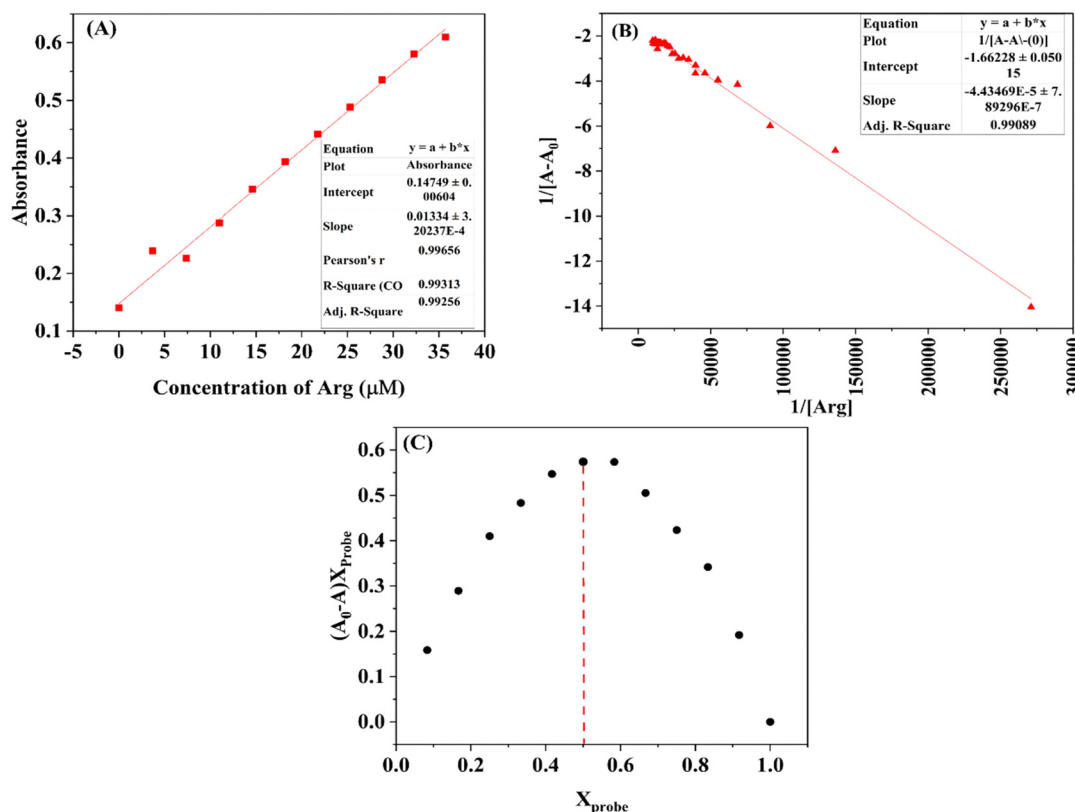 (A)
0.6
0.5
0.4
0.3
0.2
0.1
Absorbance
-5 0 5 10 15 20 25 30 35 40
Concentration of Arg (μM)
Equation y = a + b*x
Plot Absorbance
Intercept 0.14749 ± 0.
00604
Slope 0.01334 ± 3.
20237E-4
Pearson's r 0.99656
R-Square (CO 0.99313
Adj. R-Square 0.99256
(B)
-2
-4
-6
-8
-10
-12
-14
1/[A-A0]
0 500000 1000000 1500000 2000000 2500000 3000000
1/[Arg]
Equation y = a + b*x
Plot 1/[A-A\-(0)]
Intercept -1.66228 ± 0.050
15
Slope -4.43469E-5 ± 7.
89296E-7
Adj. R-Square 0.99089
(C)
0.6
0.5
0.4
0.3
0.2
0.1
0.0
(A0-A)XProbe
0.0 0.2 0.4 0.6 0.8 1.0
Xprobe